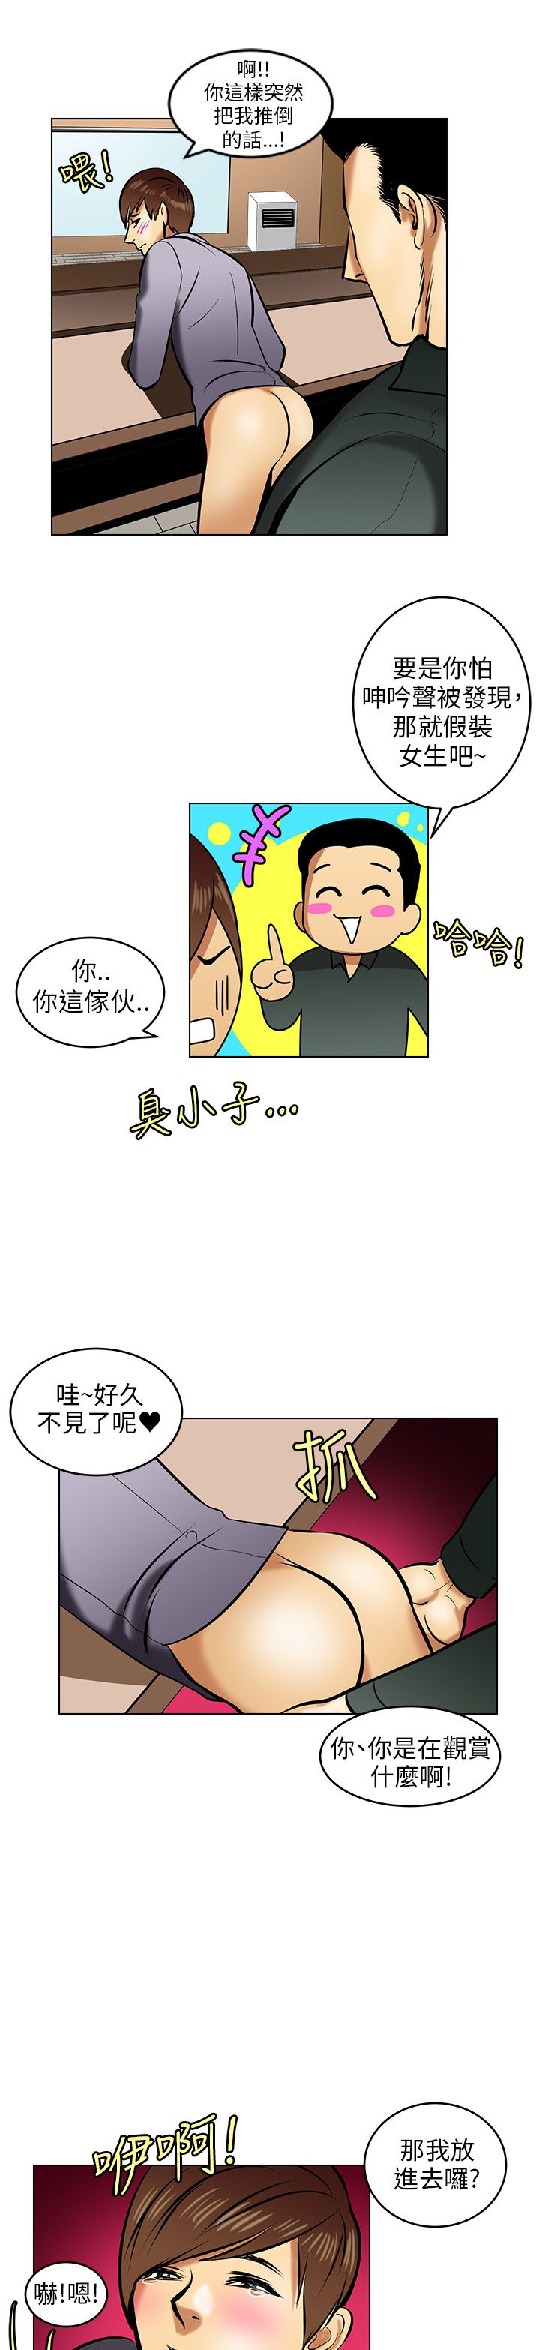 啊!!
你這樣突然
把我推倒
的話...!
喂!
要是你怕
呻吟聲被發現,
那就假裝
女生吧~
哈哈!
你..
你這傢伙..
臭小子...
哇~好久
不見了呢♥
抓
你、你是在觀賞
什麼啊!
咿啊!
那我放
進去囉?
嚇!嗯!